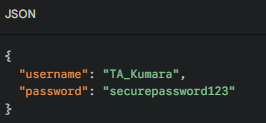 JSON
{
"username": "TA_Kumara",
"password": "securepassword123"
}